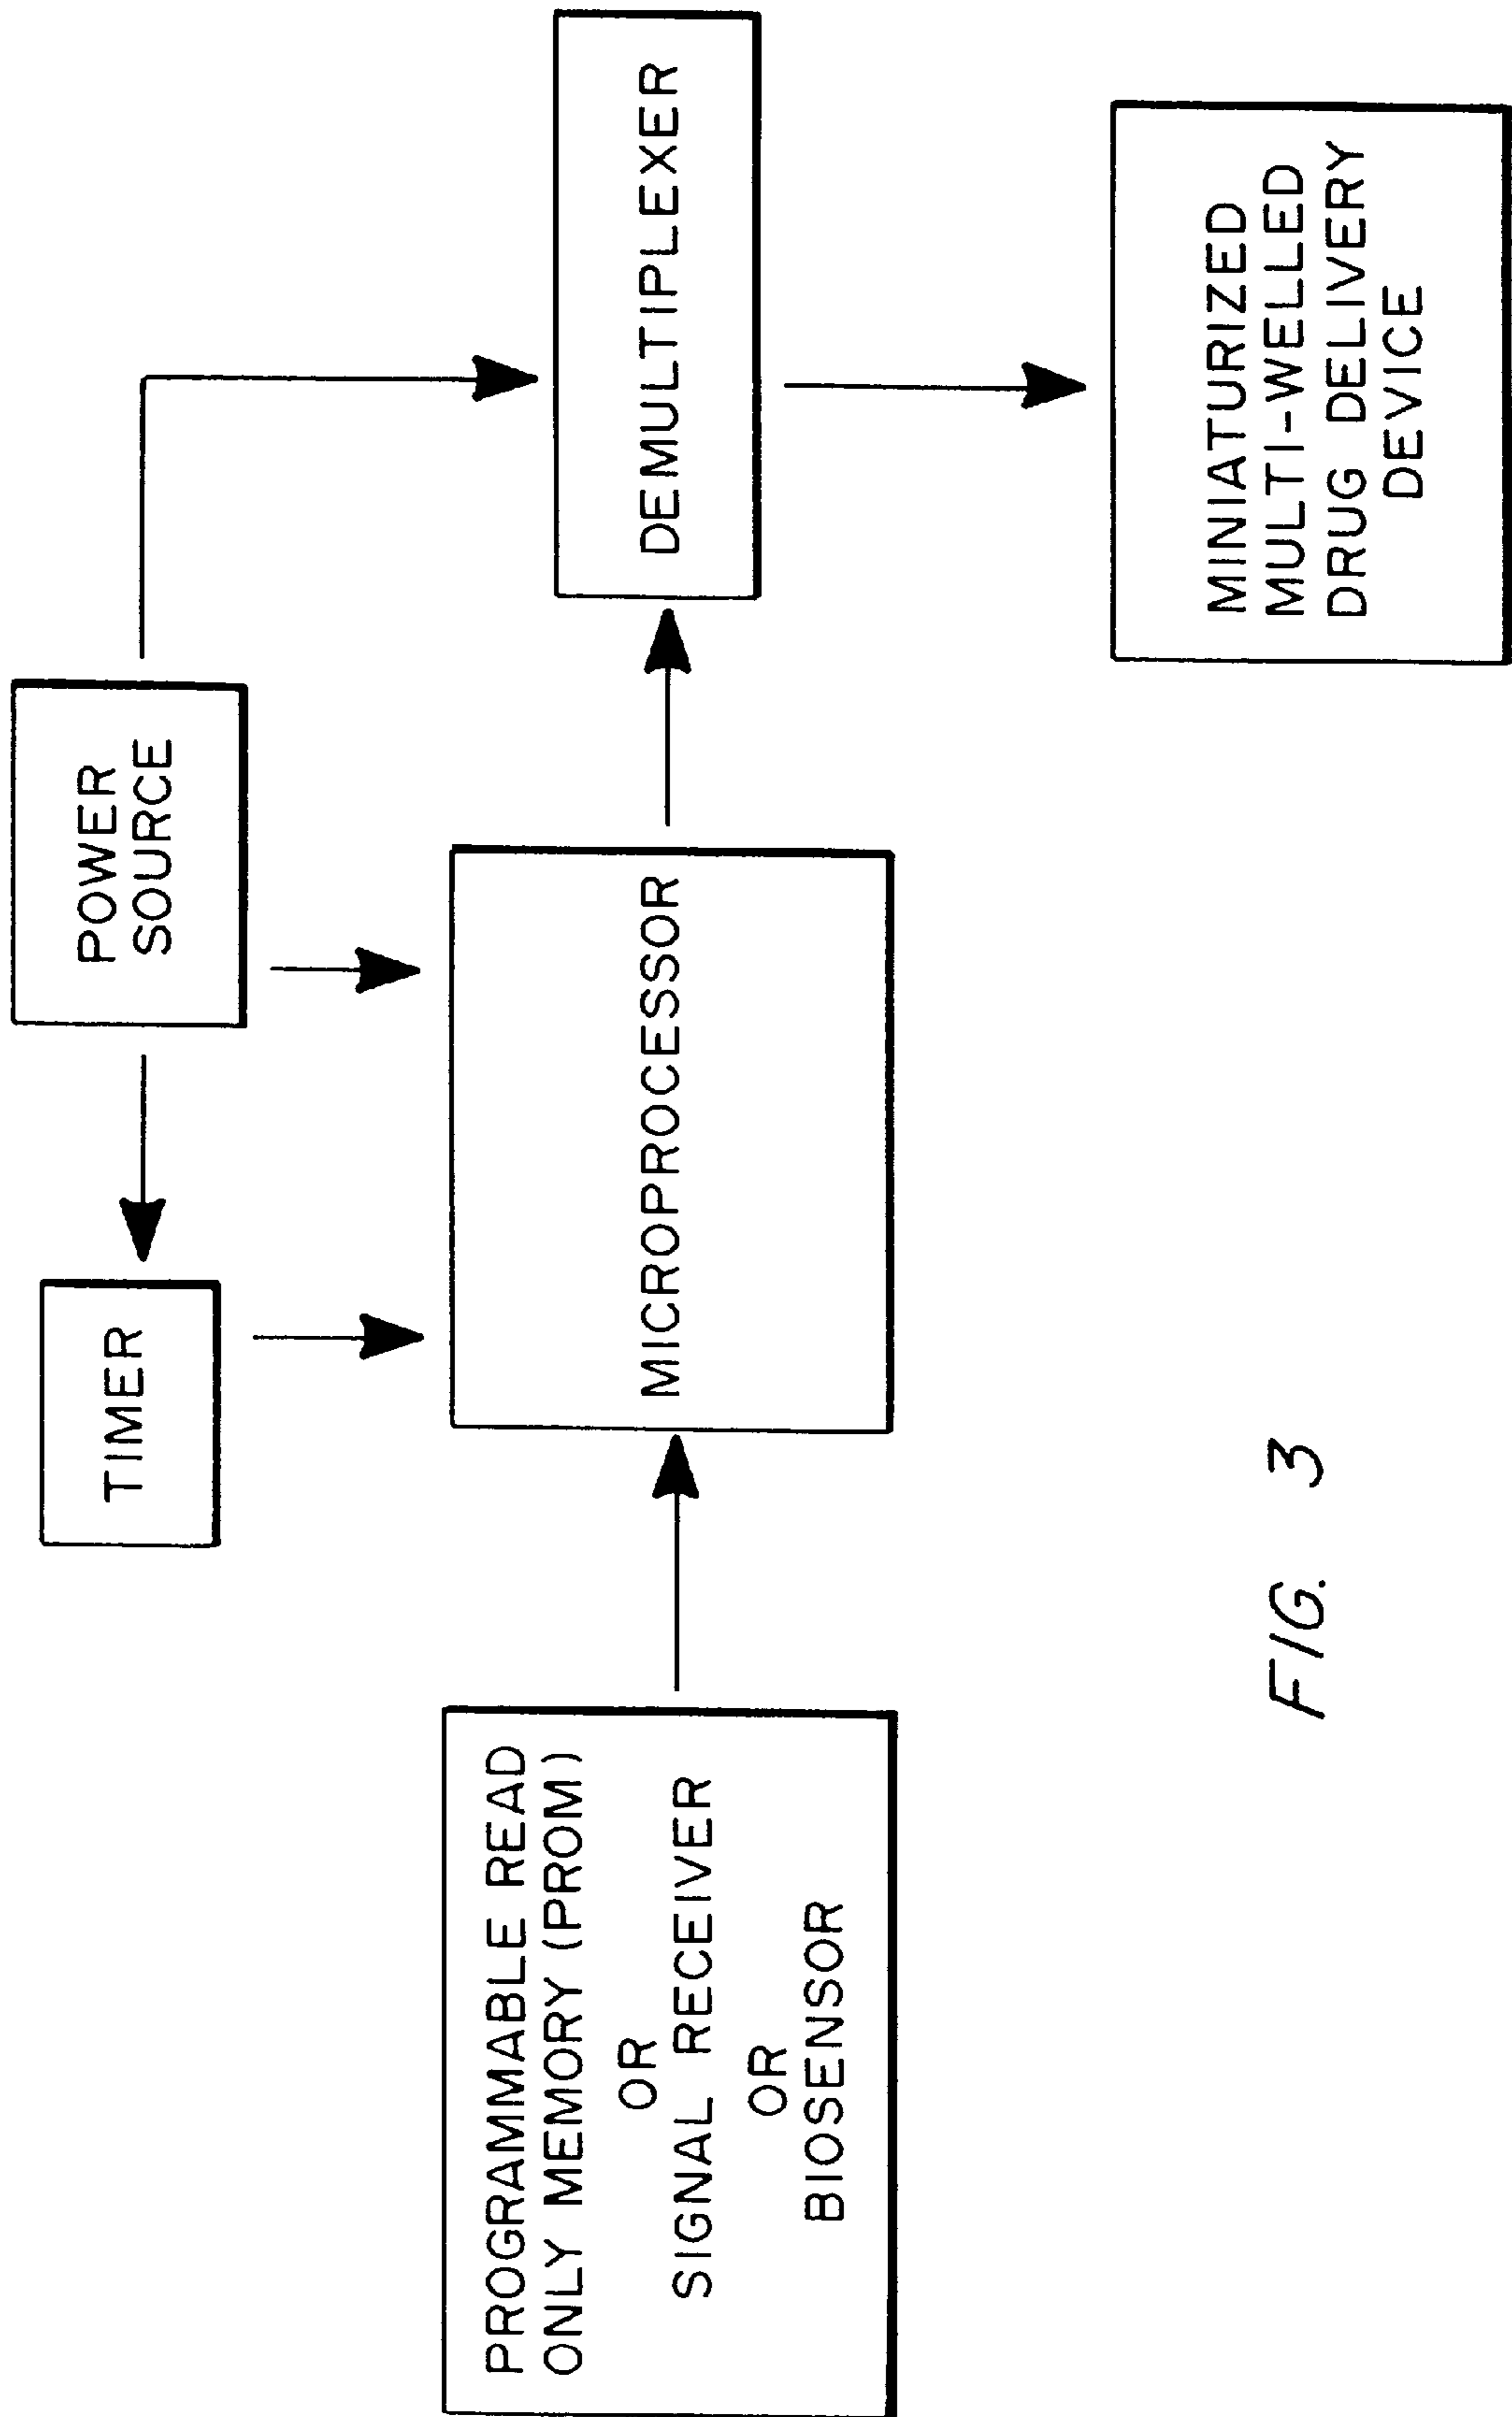 POWER
SOURCE
TIMER
DEMULTIPLEXER
MICROPROCESSOR
PROGRAMMABLE READ
ONLY MEMORY (PROM)
OR
SIGNAL RECEIVER
OR
BIOSENSOR
MINIATURIZED
MULTI-WELLED
DRUG DELIVERY
DEVICE
FIG. 3